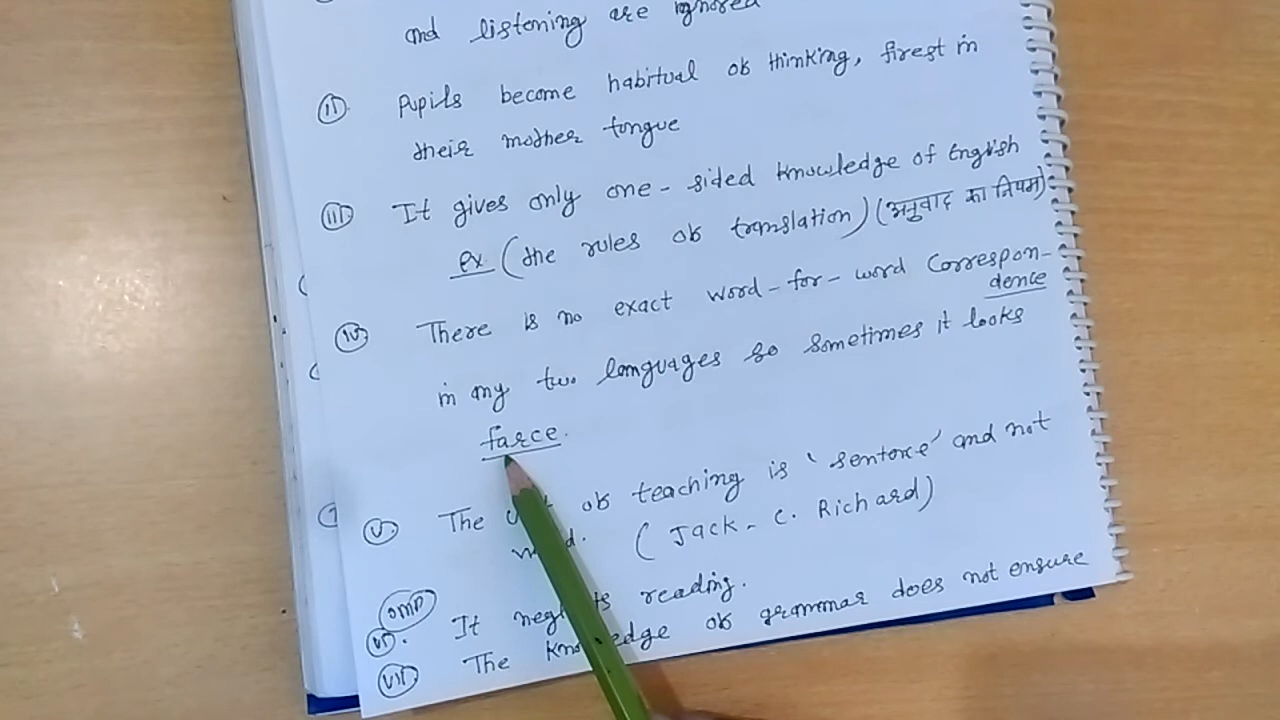 and listening are ignored
(ii) Pupils become habitual of thinking, firest in
their mother tongue
(iii) It gives only one-sided knowledge of English
ex (the rules of translation) (अनुवाद का नियमो)
(iv) There is no exact word-for-word Correspon-
dence
in any two languages so sometimes it looks
farce.
(v) The of teaching is 'sentence' and not
(Jack-C. Richard)
(vi). It reading.
(vii) The of grammar does not ensure